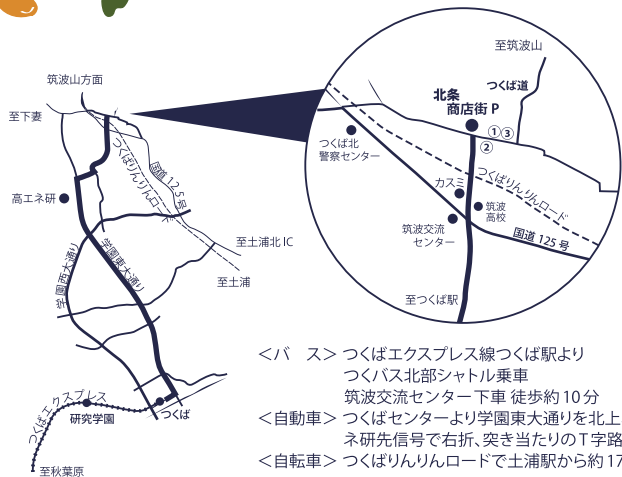 筑波山方面
至下妻
つくばりんりんロード
国道125号
高エネ研
至土浦北IC
至土浦
学園西大通り
学園東大通り
つくばエクスプレス
研究学園
つくば
至秋葉原
至筑波山
北条
商店街 P
つくば道
①③
②
つくば北
警察センター
カスミ
つくばりんりんロード
筑波
高校
筑波交流
センター
国道125号
至つくば駅
＜バ　ス＞ つくばエクスプレス線つくば駅より
つくバス北部シャトル乗車
筑波交流センター下車 徒歩約10分
＜自動車＞ つくばセンターより学園東大通りを北上
ネ研先信号で右折、突き当たりのT字路
＜自転車＞ つくばりんりんロードで土浦駅から約17